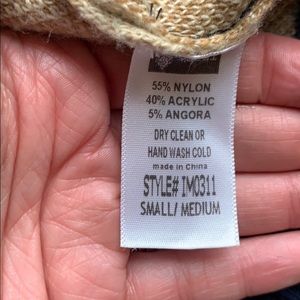 55% NYLON
40% ACRYLIC
5% ANGORA
DRY CLEAN OR
HAND WASH COLD
made in China
STYLE# IM0311
SMALL/ MEDIUM